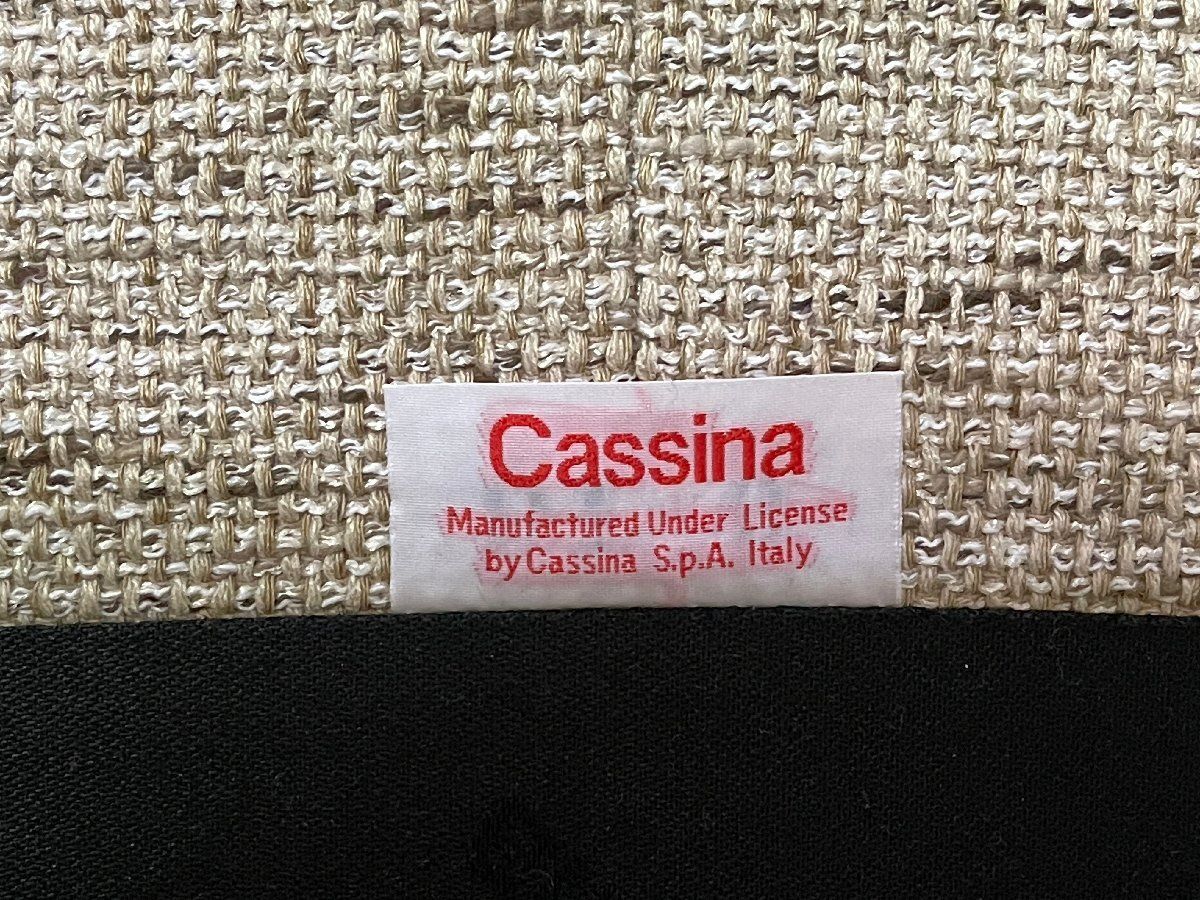 Cassina
Manufactured Under License
by Cassina S.p.A. Italy